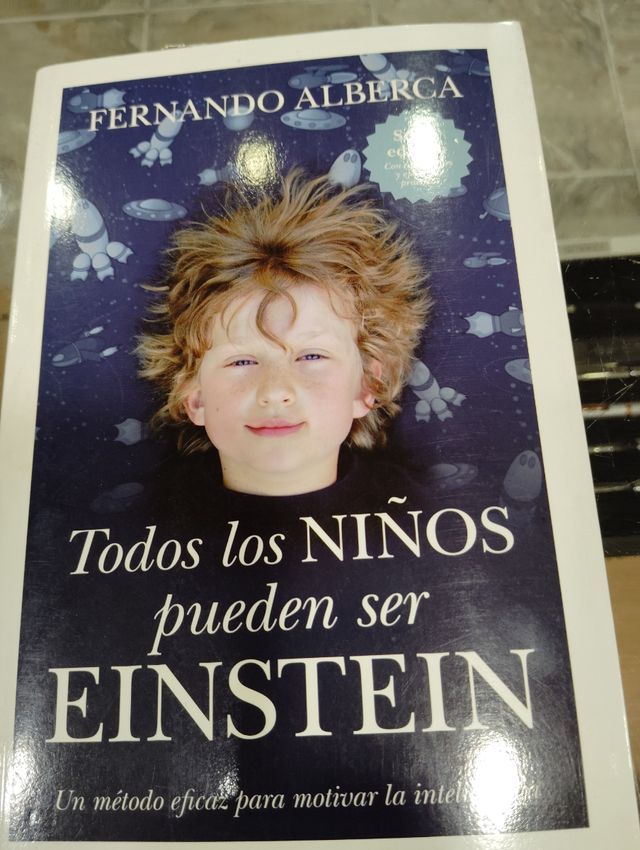 FERNANDO ALBERCA
Todos los NIÑOS
pueden ser
EINSTEIN
Un método eficaz para motivar la